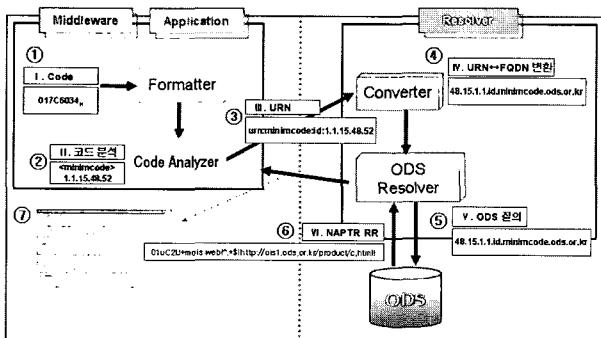 Middleware
Application
Resolver
①
Ⅰ. Code
017C6034H
Formatter
②
Ⅱ. 코드 분석
<minimcode>
1.1.15.48.52
Code Analyzer
③
Ⅲ. URN
urn:minimcode:id:1.1.15.48.52
④
Ⅳ. URN↔FQDN 변환
48.15.1.1.id.minimcode.ods.or.kr
Converter
ODS
Resolver
⑤
Ⅴ. ODS 질의
48.15.1.1.id.minimcode.ods.or.kr
⑥
Ⅵ. NAPTR RR
⑦
ODS